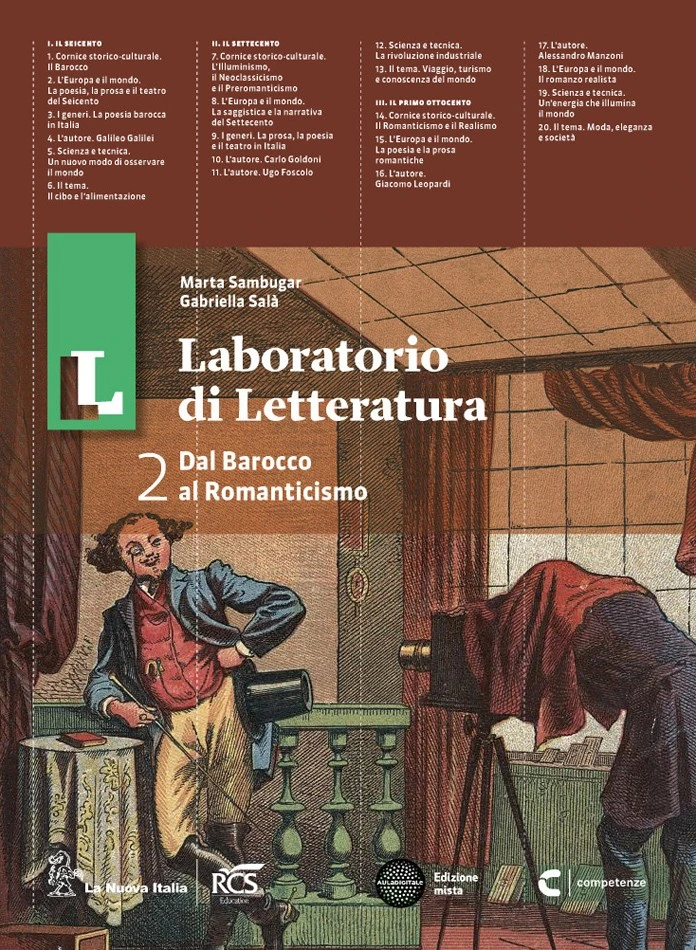 I. IL SEICENTO
1. Cornice storico-culturale.
Il Barocco
2. L'Europa e il mondo.
La poesia, la prosa e il teatro
del Seicento
3. I generi. La poesia barocca
in Italia
4. L'autore. Galileo Galilei
5. Scienza e tecnica.
Un nuovo modo di osservare
il mondo
6. Il tema.
Il cibo e l'alimentazione
II. IL SETTECENTO
7. Cornice storico-culturale.
L'Illuminismo,
il Neoclassicismo
e il Preromanticismo
8. L'Europa e il mondo.
La saggistica e la narrativa
del Settecento
9. I generi. La prosa, la poesia
e il teatro in Italia
10. L'autore. Carlo Goldoni
11. L'autore. Ugo Foscolo
12. Scienza e tecnica.
La rivoluzione industriale
13. Il tema. Viaggio, turismo
e conoscenza del mondo
III. IL PRIMO OTTOCENTO
14. Cornice storico-culturale.
Il Romanticismo e il Realismo
15. L'Europa e il mondo.
La poesia e la prosa
romantiche
16. L'autore.
Giacomo Leopardi
17. L'autore.
Alessandro Manzoni
18. L'Europa e il mondo.
Il romanzo realista
19. Scienza e tecnica.
Un'energia che illumina
il mondo
20. Il tema. Moda, eleganza
e società
Marta Sambugar
Gabriella Salà
L
Laboratorio
di Letteratura
2 Dal Barocco
al Romanticismo
La Nuova Italia
RCS
Education
AULADIGITALE
Edizione
mista
C
competenze